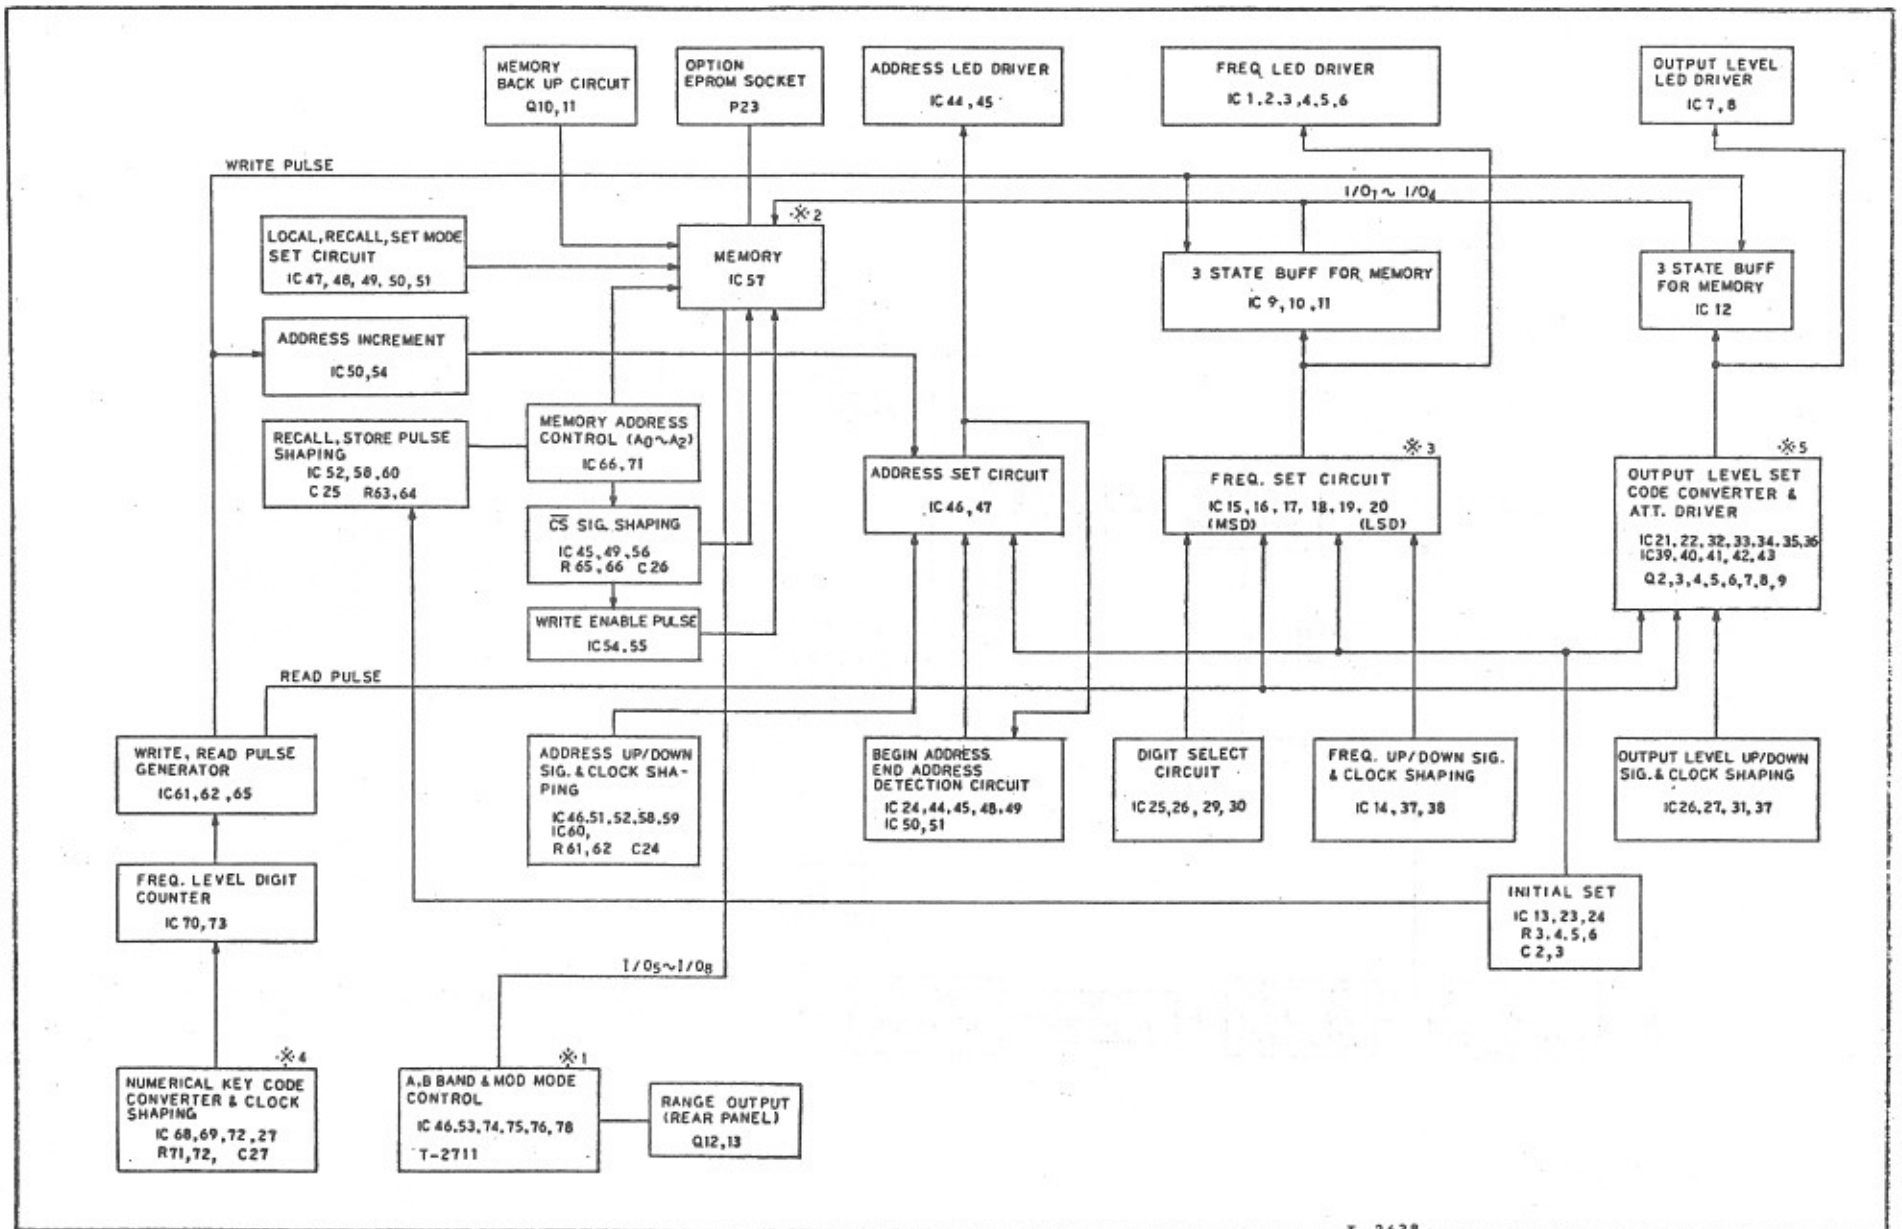 MEMORY
BACK UP CIRCUIT
Q10, 11
OPTION
EPROM SOCKET
P23
ADDRESS LED DRIVER
IC 44, 45
FREQ LED DRIVER
IC 1, 2, 3, 4, 5, 6
OUTPUT LEVEL
LED DRIVER
IC 7, 8
WRITE PULSE
I/O1 ~ I/O4
LOCAL, RECALL, SET MODE
SET CIRCUIT
IC 47, 48, 49, 50, 51
※2
MEMORY
IC 57
3 STATE BUFF FOR MEMORY
IC 9, 10, 11
3 STATE BUFF
FOR MEMORY
IC 12
ADDRESS INCREMENT
IC 50, 54
RECALL, STORE PULSE
SHAPING
IC 52, 58, 60
C 25 R63, 64
MEMORY ADDRESS
CONTROL (A0~A2)
IC 66, 71
C̅S̅ SIG. SHAPING
IC 45, 49, 56
R 65, 66 C 26
WRITE ENABLE PULSE
IC 54, 55
ADDRESS SET CIRCUIT
IC 46, 47
※3
FREQ. SET CIRCUIT
IC 15, 16, 17, 18, 19, 20
(MSD) (LSD)
※5
OUTPUT LEVEL SET
CODE CONVERTER &
ATT. DRIVER
IC 21, 22, 32, 33, 34, 35, 36
IC 39, 40, 41, 42, 43
Q 2, 3, 4, 5, 6, 7, 8, 9
READ PULSE
WRITE, READ PULSE
GENERATOR
IC 61, 62, 65
ADDRESS UP/DOWN
SIG. & CLOCK SHA-
PING
IC 46, 51, 52, 58, 59
IC 60,
R 61, 62 C24
BEGIN ADDRESS
END ADDRESS
DETECTION CIRCUIT
IC 24, 44, 45, 48, 49
IC 50, 51
DIGIT SELECT
CIRCUIT
IC 25, 26, 29, 30
FREQ. UP/DOWN SIG.
& CLOCK SHAPING
IC 14, 37, 38
OUTPUT LEVEL UP/DOWN
SIG. & CLOCK SHAPING
IC 26, 27, 31, 37
FREQ. LEVEL DIGIT
COUNTER
IC 70, 73
INITIAL SET
IC 13, 23, 24
R 3, 4, 5, 6
C 2, 3
I/O5~I/O8
※4
NUMERICAL KEY CODE
CONVERTER & CLOCK
SHAPING
IC 68, 69, 72, 27
R71, 72, C27
※1
A,B BAND & MOD MODE
CONTROL
IC 46, 53, 74, 75, 76, 78
T-2711
RANGE OUTPUT
(REAR PANEL)
Q12, 13